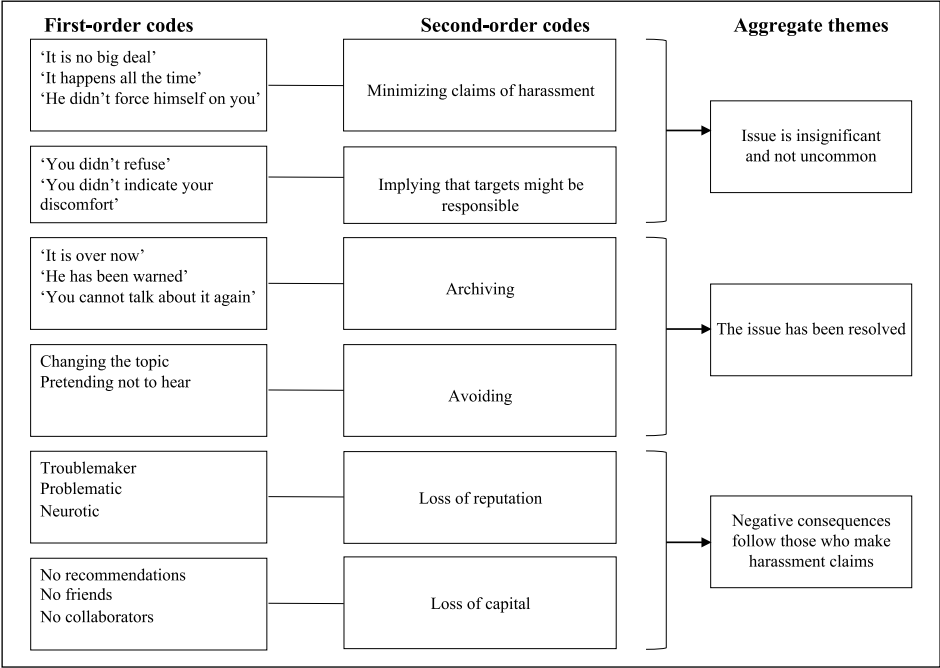 First-order codes
Second-order codes
Aggregate themes
‘It is no big deal’
‘It happens all the time’
‘He didn’t force himself on you’
Minimizing claims of harassment
‘You didn’t refuse’
‘You didn’t indicate your
discomfort’
Implying that targets might be
responsible
Issue is insignificant
and not uncommon
‘It is over now’
‘He has been warned’
‘You cannot talk about it again’
Archiving
Changing the topic
Pretending not to hear
Avoiding
The issue has been resolved
Troublemaker
Problematic
Neurotic
Loss of reputation
No recommendations
No friends
No collaborators
Loss of capital
Negative consequences
follow those who make
harassment claims